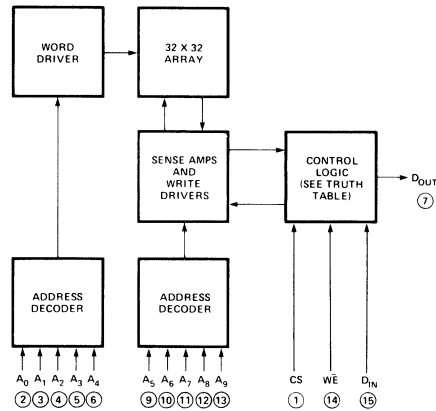 WORD
DRIVER
32 X 32
ARRAY
SENSE AMPS
AND
WRITE
DRIVERS
CONTROL
LOGIC
(SEE TRUTH
TABLE)
DOUT
7
ADDRESS
DECODER
ADDRESS
DECODER
A0 A1 A2 A3 A4
2 3 4 5 6
A5 A6 A7 A8 A9
9 10 11 12 13
CS WE DIN
1 14 15